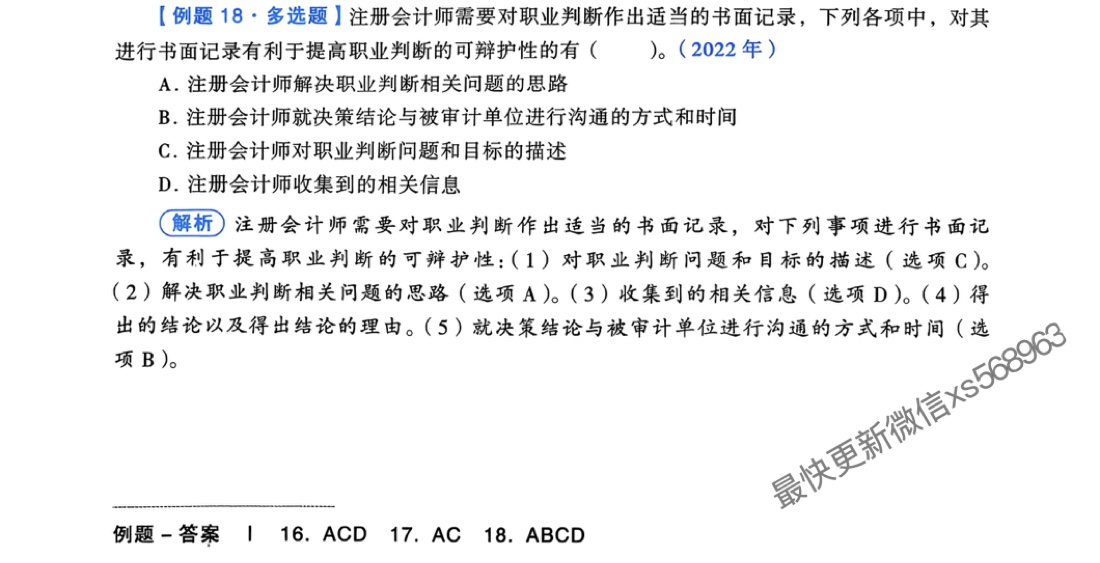 【例题 18·多选题】注册会计师需要对职业判断作出适当的书面记录，下列各项中，对其
进行书面记录有利于提高职业判断的可辩护性的有（　　）。（2022 年）
A. 注册会计师解决职业判断相关问题的思路
B. 注册会计师就决策结论与被审计单位进行沟通的方式和时间
C. 注册会计师对职业判断问题和目标的描述
D. 注册会计师收集到的相关信息
解析 注册会计师需要对职业判断作出适当的书面记录，对下列事项进行书面记
录，有利于提高职业判断的可辩护性：（1）对职业判断问题和目标的描述（选项 C）。
（2）解决职业判断相关问题的思路（选项 A）。（3）收集到的相关信息（选项 D）。（4）得
出的结论以及得出结论的理由。（5）就决策结论与被审计单位进行沟通的方式和时间（选
项 B）。
最快更新微信xs568963
例题－答案 | 16. ACD 17. AC 18. ABCD